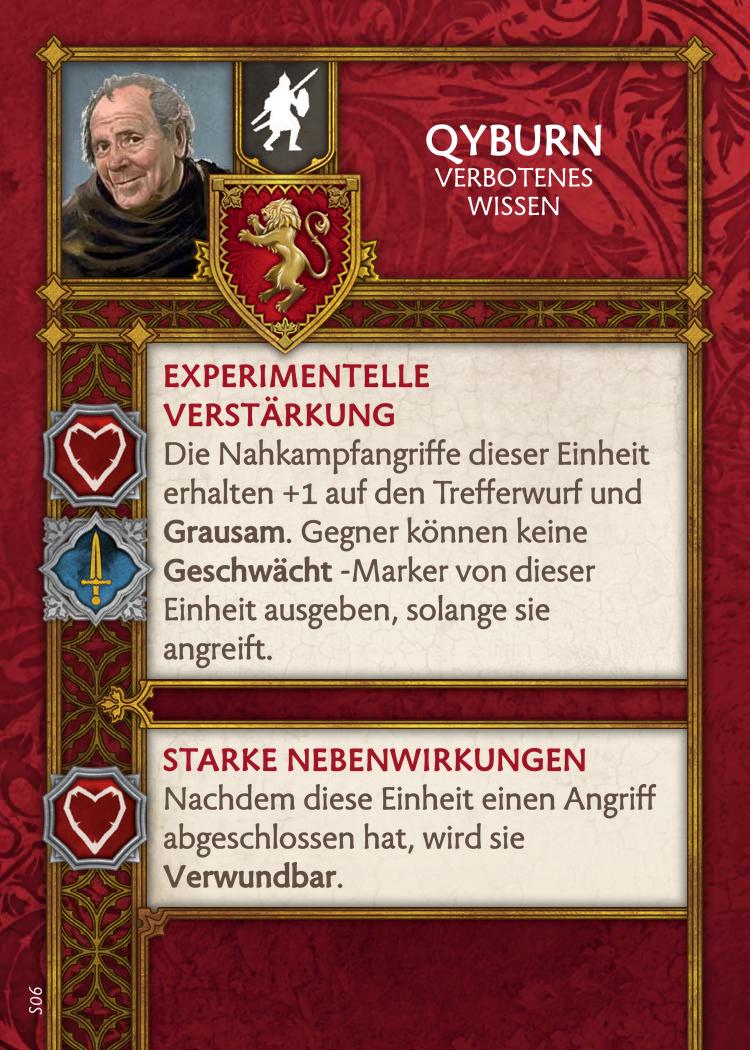 QYBURN
VERBOTENES
WISSEN
EXPERIMENTELLE
VERSTÄRKUNG
Die Nahkampfangriffe dieser Einheit
erhalten +1 auf den Trefferwurf und
Grausam. Gegner können keine
Geschwächt -Marker von dieser
Einheit ausgeben, solange sie
angreift.
STARKE NEBENWIRKUNGEN
Nachdem diese Einheit einen Angriff
abgeschlossen hat, wird sie
Verwundbar.
S06